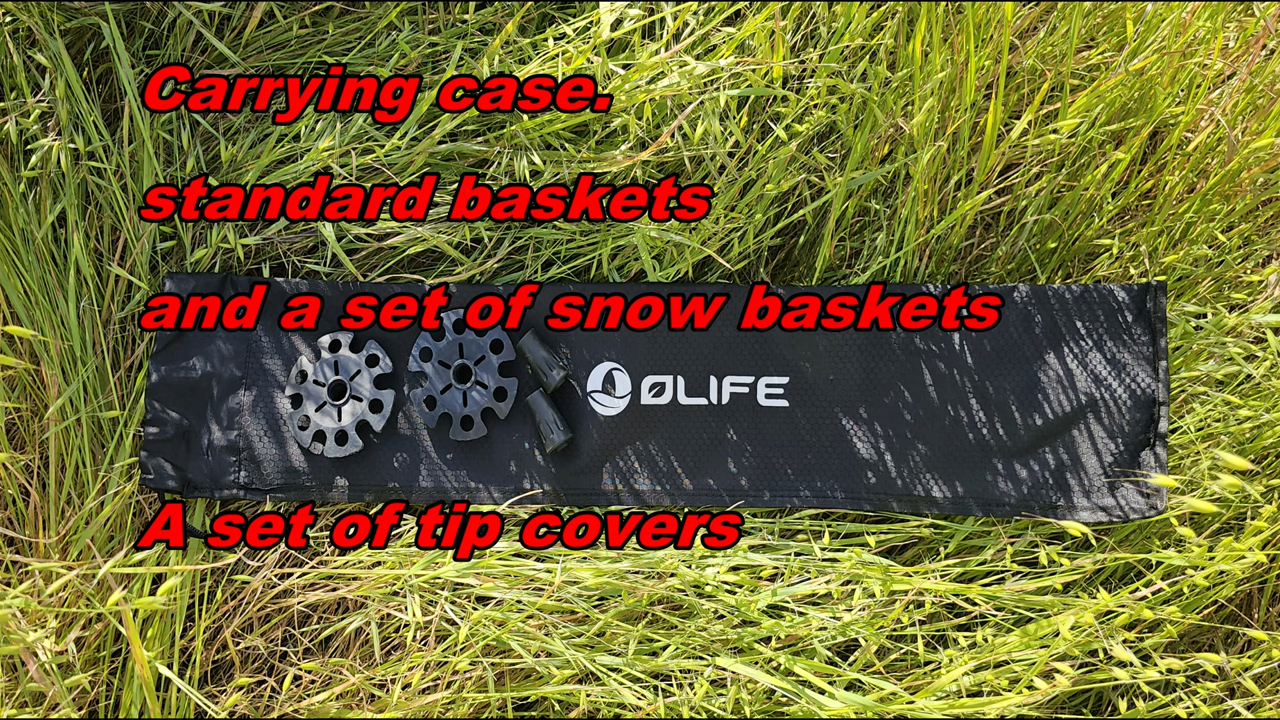 Carrying case.
standard baskets
and a set of snow baskets
ØLIFE
A set of tip covers